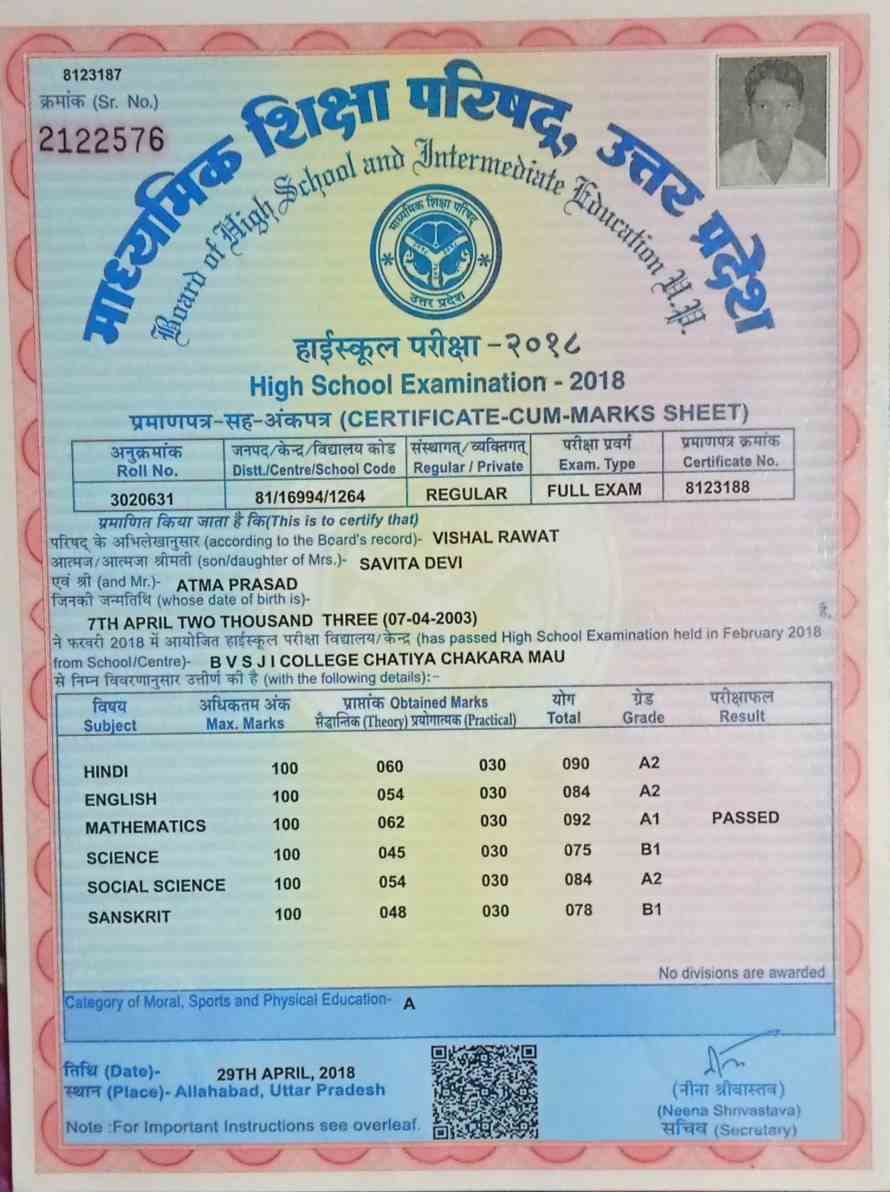 8123187
क्रमांक (Sr. No.)
2122576
माध्यमिक शिक्षा परिषद्, उत्तर प्रदेश
Board of High School and Intermediate Education U.P.
माध्यमिक शिक्षा परिषद्
उत्तर प्रदेश
हाईस्कूल परीक्षा -२०१८
High School Examination - 2018
प्रमाणपत्र-सह-अंकपत्र (CERTIFICATE-CUM-MARKS SHEET)
अनुक्रमांक जनपद/केन्द्र/विद्यालय कोड संस्थागत्/व्यक्तिगत् परीक्षा प्रवर्ग प्रमाणपत्र क्रमांक
Roll No. Distt./Centre/School Code Regular / Private Exam. Type Certificate No.
3020631 81/16994/1264 REGULAR FULL EXAM 8123188
प्रमाणित किया जाता है कि(This is to certify that)
परिषद के अभिलेखानुसार (according to the Board's record)- VISHAL RAWAT
आत्मज/आत्मजा श्रीमती (son/daughter of Mrs.)- SAVITA DEVI
एवं श्री (and Mr.)- ATMA PRASAD
जिनकी जन्मतिथि (whose date of birth is)-
7TH APRIL TWO THOUSAND THREE (07-04-2003) है,
ने फरवरी 2018 में आयोजित हाईस्कूल परीक्षा विद्यालय/केन्द्र (has passed High School Examination held in February 2018
from School/Centre)- B V S J I COLLEGE CHATIYA CHAKARA MAU
से निम्न विवरणानुसार उत्तीर्ण की है (with the following details):-
विषय अधिकतम अंक प्राप्तांक Obtained Marks योग ग्रेड परीक्षाफल
Subject Max. Marks सैद्धान्तिक (Theory) प्रयोगात्मक (Practical) Total Grade Result
HINDI 100 060 030 090 A2
ENGLISH 100 054 030 084 A2
MATHEMATICS 100 062 030 092 A1 PASSED
SCIENCE 100 045 030 075 B1
SOCIAL SCIENCE 100 054 030 084 A2
SANSKRIT 100 048 030 078 B1
No divisions are awarded
Category of Moral, Sports and Physical Education- A
तिथि (Date)- 29TH APRIL, 2018
स्थान (Place)- Allahabad, Uttar Pradesh
Note :For Important Instructions see overleaf.
(नीना श्रीवास्तव)
(Neena Shrivastava)
सचिव (Secretary)